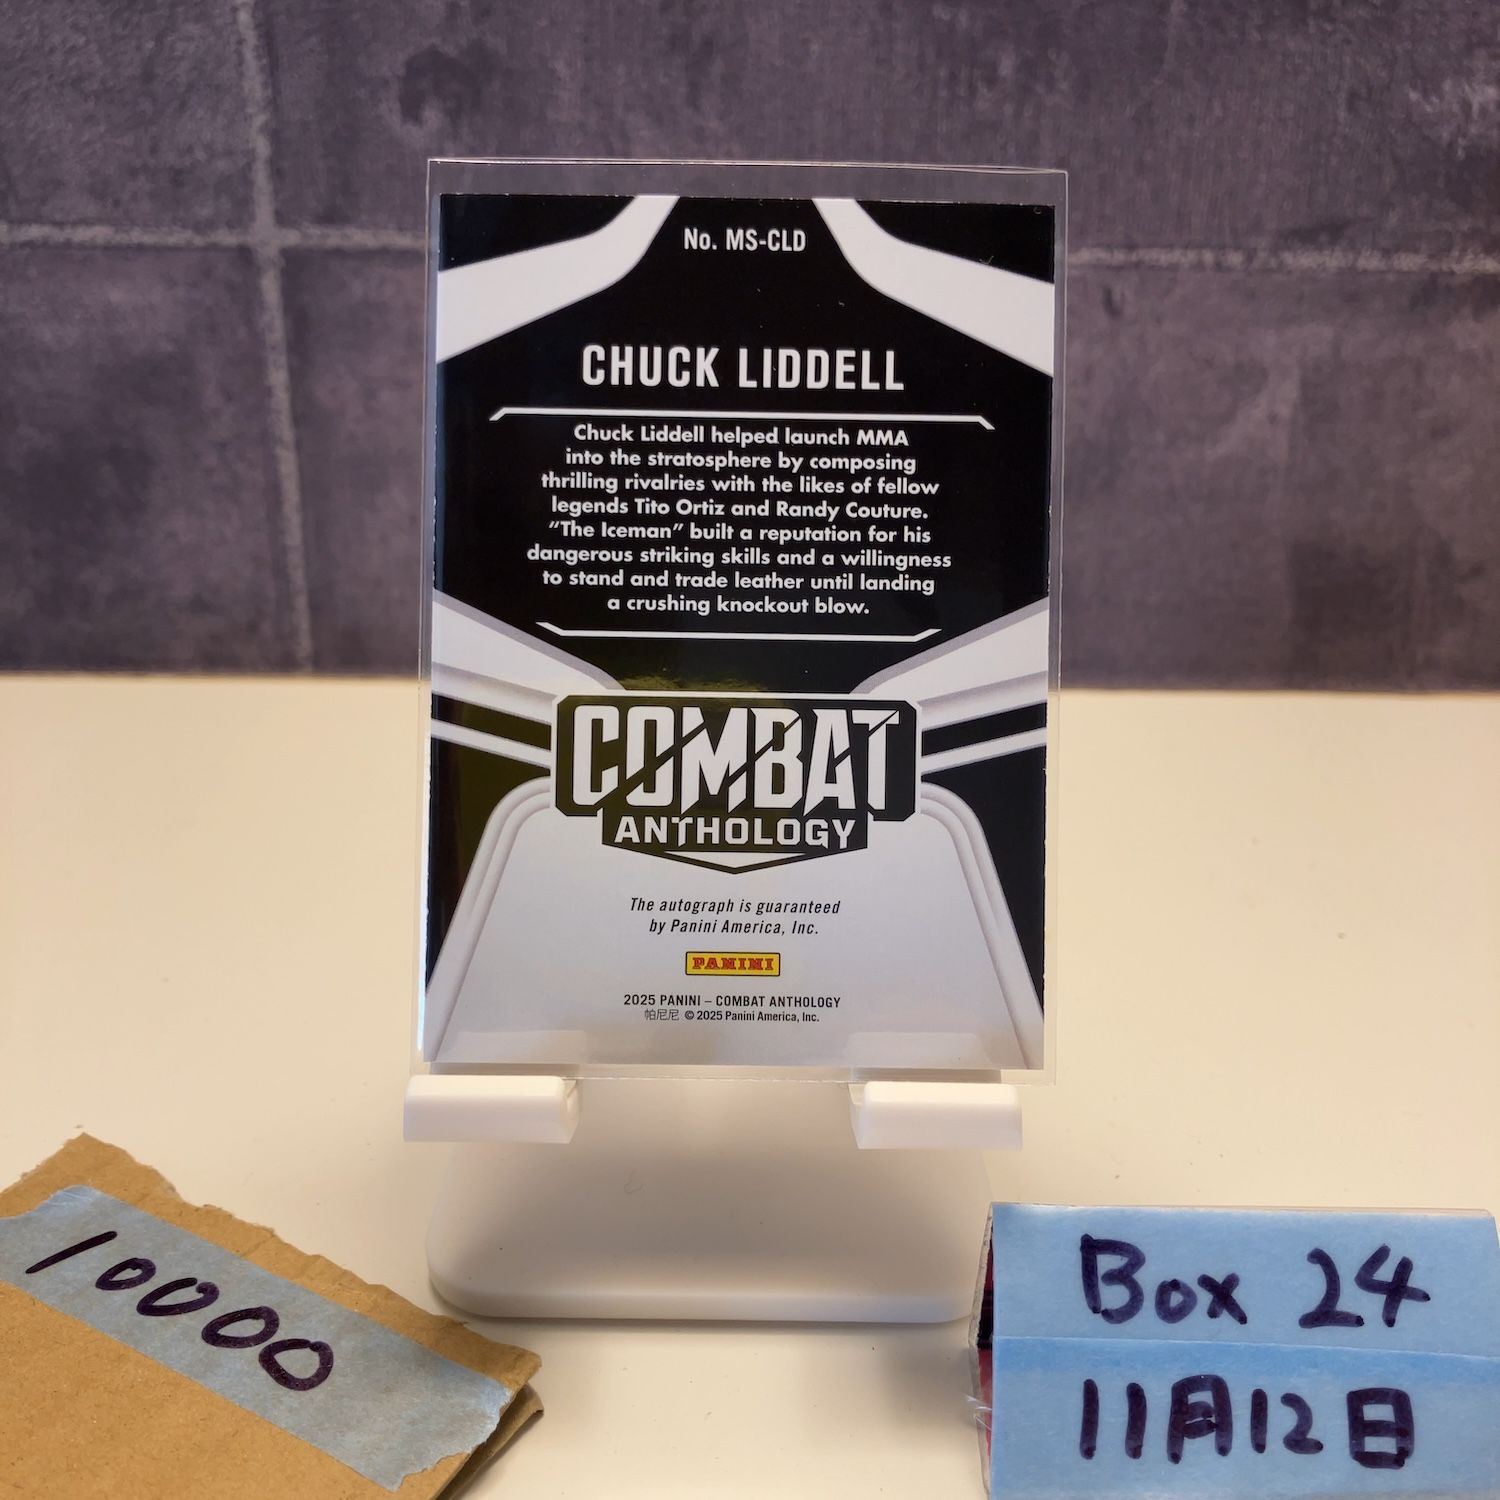 No. MS-CLD
CHUCK LIDDELL
Chuck Liddell helped launch MMA
into the stratosphere by composing
thrilling rivalries with the likes of fellow
legends Tito Ortiz and Randy Couture.
“The Iceman” built a reputation for his
dangerous striking skills and a willingness
to stand and trade leather until landing
a crushing knockout blow.
COMBAT
ANTHOLOGY
The autograph is guaranteed
by Panini America, Inc.
PANINI
2025 PANINI – COMBAT ANTHOLOGY
帕尼尼 © 2025 Panini America, Inc.
10000
Box 24
11月12日